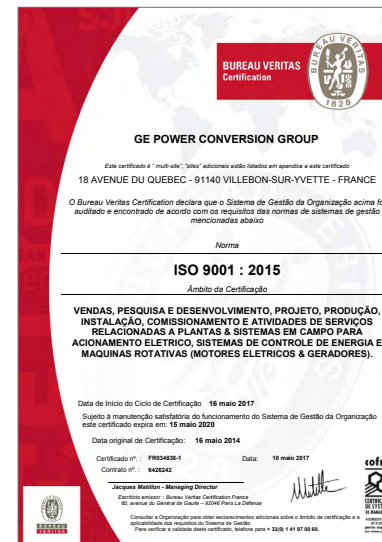 BUREAU VERITAS
Certification
BUREAU VERITAS
1828
GE POWER CONVERSION GROUP
Este certificado é " multi-site", "sites" adicionais estão listados em apendice a este certificado
18 AVENUE DU QUEBEC - 91140 VILLEBON-SUR-YVETTE - FRANCE
O Bureau Veritas Certification declara que o Sistema de Gestão da Organização acima fo
auditado e encontrado de acordo com os requisitos das normas de sistemas de gestão
mencionadas abaixo
Norma
ISO 9001 : 2015
Âmbito da Certificação
VENDAS, PESQUISA E DESENVOLVIMENTO, PROJETO, PRODUÇÃO,
INSTALAÇÃO, COMISSIONAMENTO E ATIVIDADES DE SERVIÇOS
RELACIONADAS A PLANTAS & SISTEMAS EM CAMPO PARA
ACIONAMENTO ELETRICO, SISTEMAS DE CONTROLE DE ENERGIA E
MAQUINAS ROTATIVAS (MOTORES ELETRICOS & GERADORES).
Data de Início do Ciclo de Certificação 16 maio 2017
Sujeito à manutenção satisfatória do funcionamento do Sistema de Gestão da Organização
este certificado expira em: 15 maio 2020
Data original de Certificação: 16 maio 2014
Certificado nº. : FR034838-1 Data: 10 maio 2017
Contrato nº. : 6426242
cofr
Jacques Matillon - Managing Director
Escritório emissor : Bureau Veritas Certification France
60, avenue du Général de Gaulle – 92046 Paris La Défense
Consultar a Organização para obter esclarecimentos adicionais sobre o âmbito da certificação e a
aplicabilidade dos requisitos do Sistema de Gestão
Para verificar a validade deste certificado, telefone para + 33(0) 1 41 97 00 60.
CERTIFIC
DE SYST
DE MANA
BUREAU
VERITAS